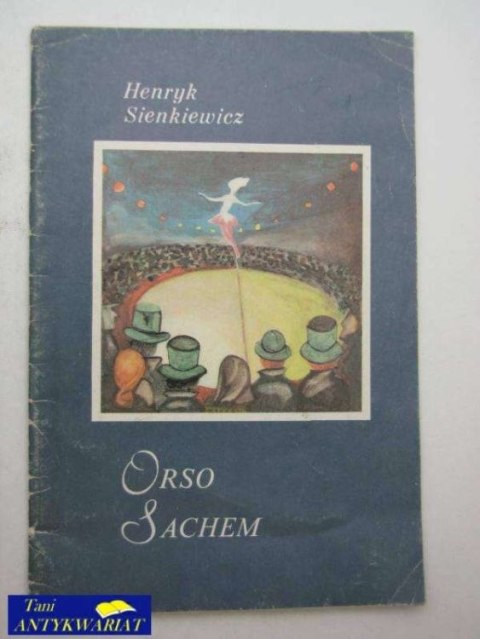 Henryk
Sienkiewicz
ORSO
SACHEM
Tani
ANTYKWARIAT